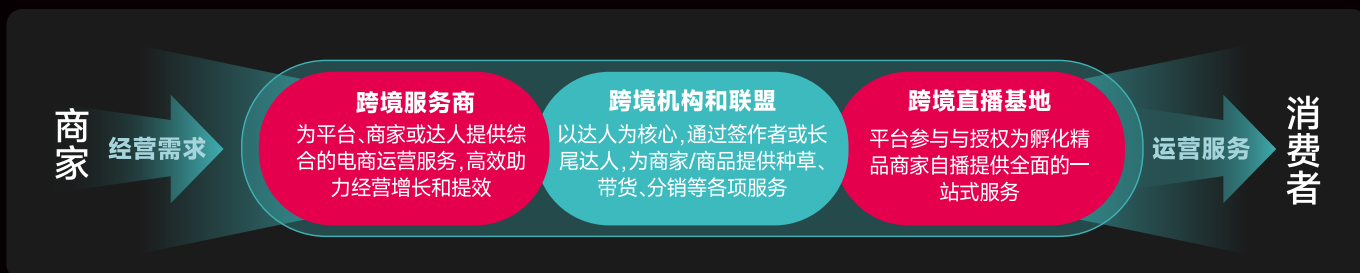 商家
经营需求
跨境服务商
为平台、商家或达人提供综
合的电商运营服务,高效助
力经营增长和提效
跨境机构和联盟
以达人为核心,通过签作者或长
尾达人,为商家/商品提供种草、
带货、分销等各项服务
跨境直播基地
平台参与与授权为孵化精
品商家自播提供全面的一
站式服务
运营服务
消费者